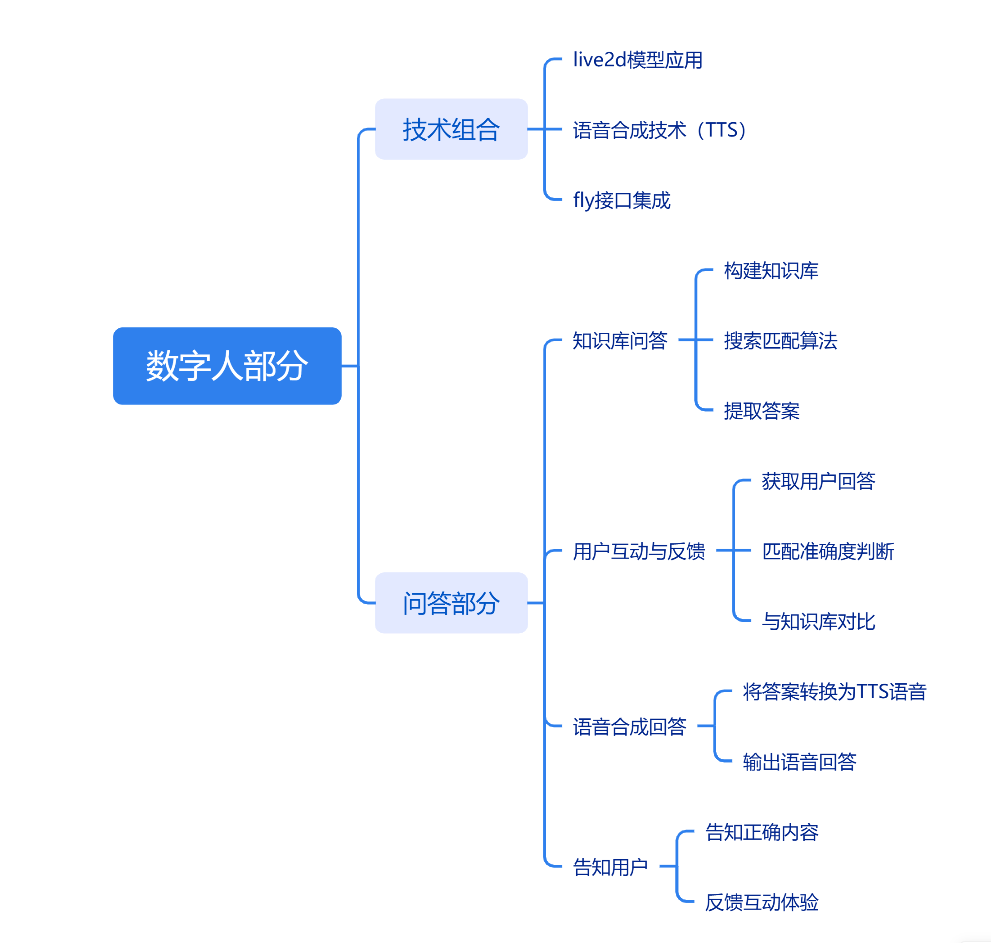 数字人部分
技术组合
live2d模型应用
语音合成技术（TTS）
fly接口集成
问答部分
知识库问答
构建知识库
搜索匹配算法
提取答案
用户互动与反馈
获取用户回答
匹配准确度判断
与知识库对比
语音合成回答
将答案转换为TTS语音
输出语音回答
告知用户
告知正确内容
反馈互动体验